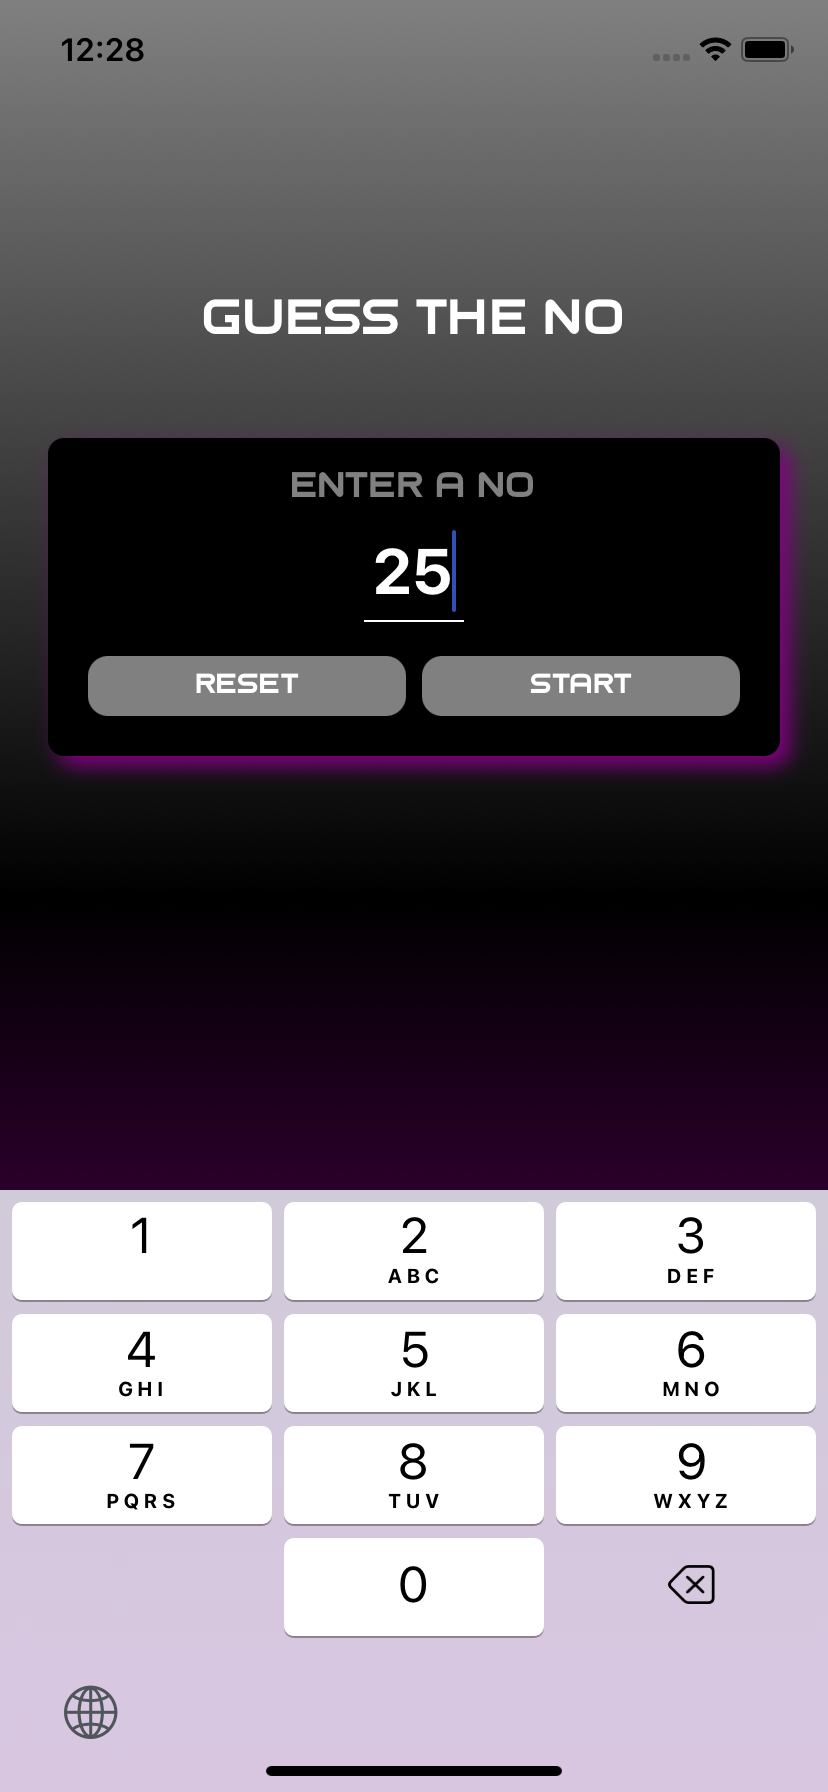 12:28
GUESS THE NO
ENTER A NO
25
RESET START
1 2 3
ABC DEF
4 5 6
GHI JKL MNO
7 8 9
PQRS TUV WXYZ
0